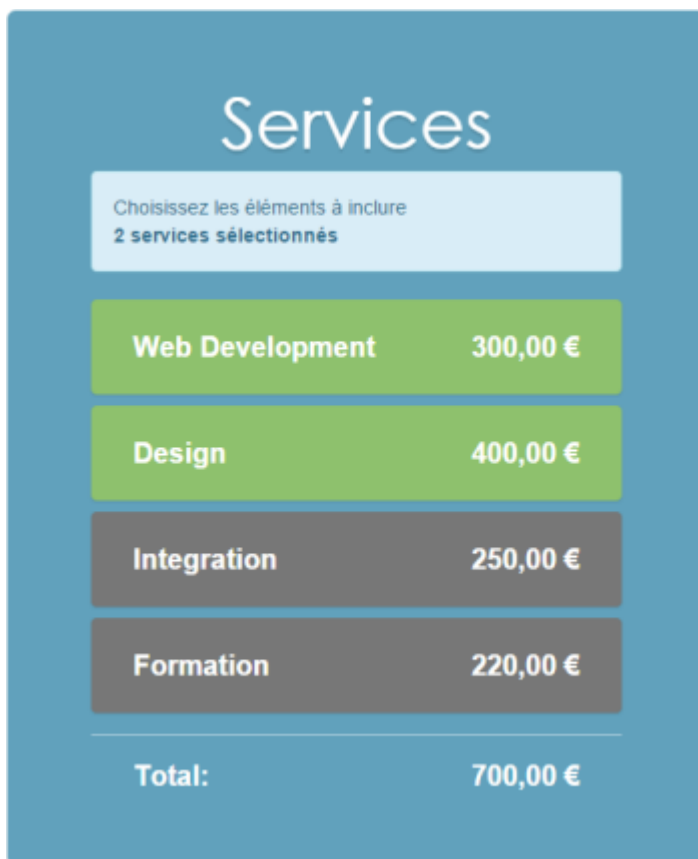 Services
Choisissez les éléments à inclure
2 services sélectionnés
Web Development 300,00 €
Design 400,00 €
Integration 250,00 €
Formation 220,00 €
Total: 700,00 €